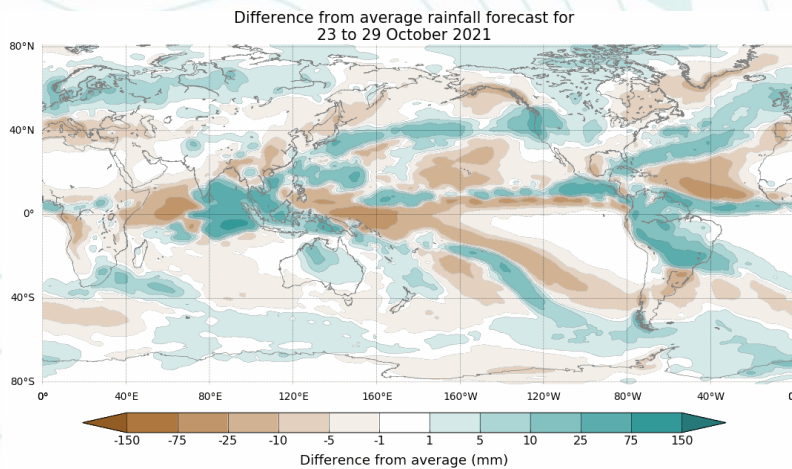 Difference from average rainfall forecast for
23 to 29 October 2021
80°N
40°N
0°
40°S
80°S
0° 40°E 80°E 120°E 160°E 160°W 120°W 80°W 40°W
-150 -75 -25 -10 -5 -1 1 5 10 25 75 150
Difference from average (mm)